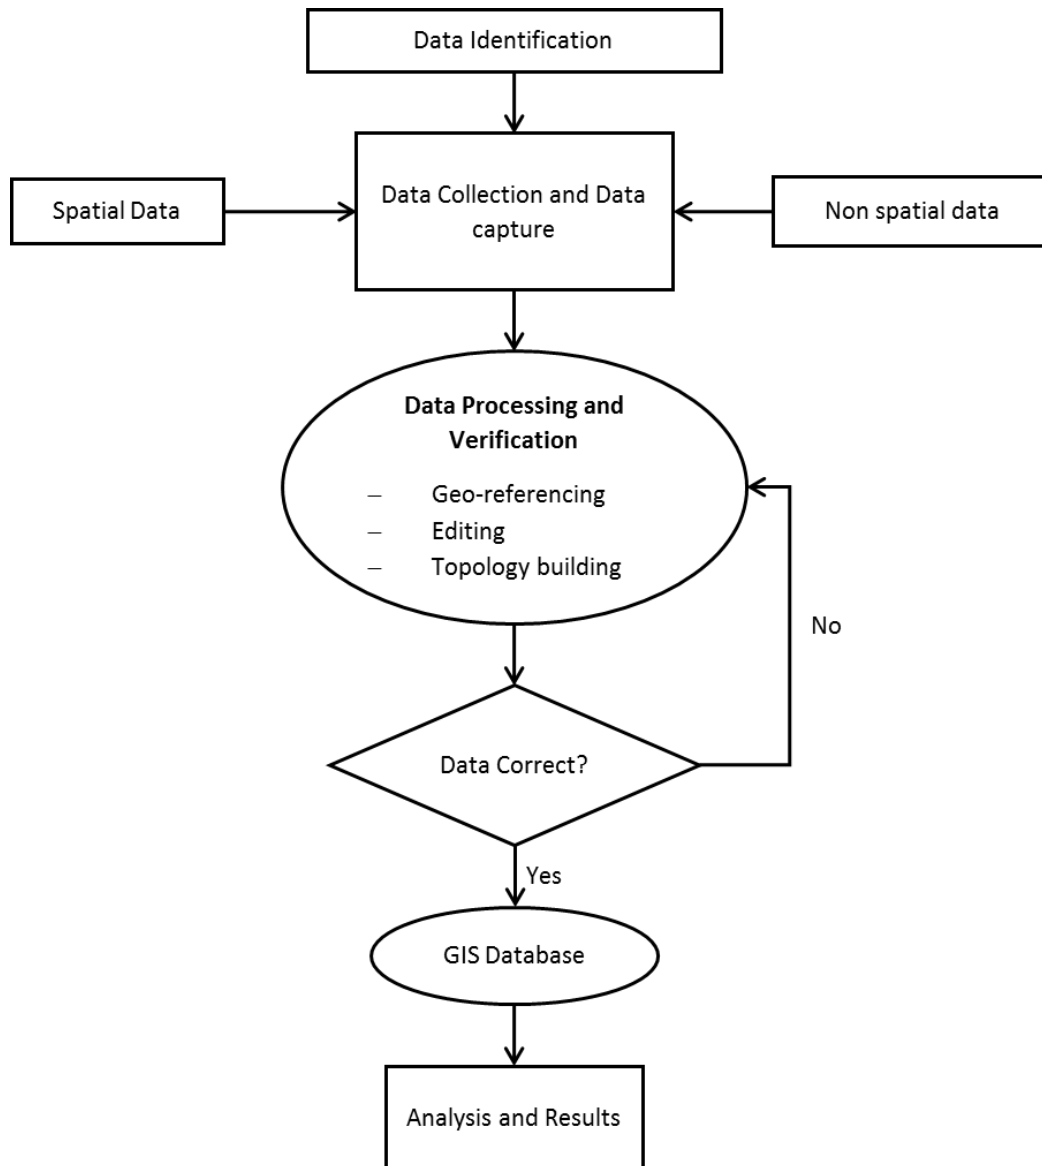 Data Identification
Spatial Data
Data Collection and Data
capture
Non spatial data
Data Processing and
Verification
– Geo-referencing
– Editing
– Topology building
No
Data Correct?
Yes
GIS Database
Analysis and Results